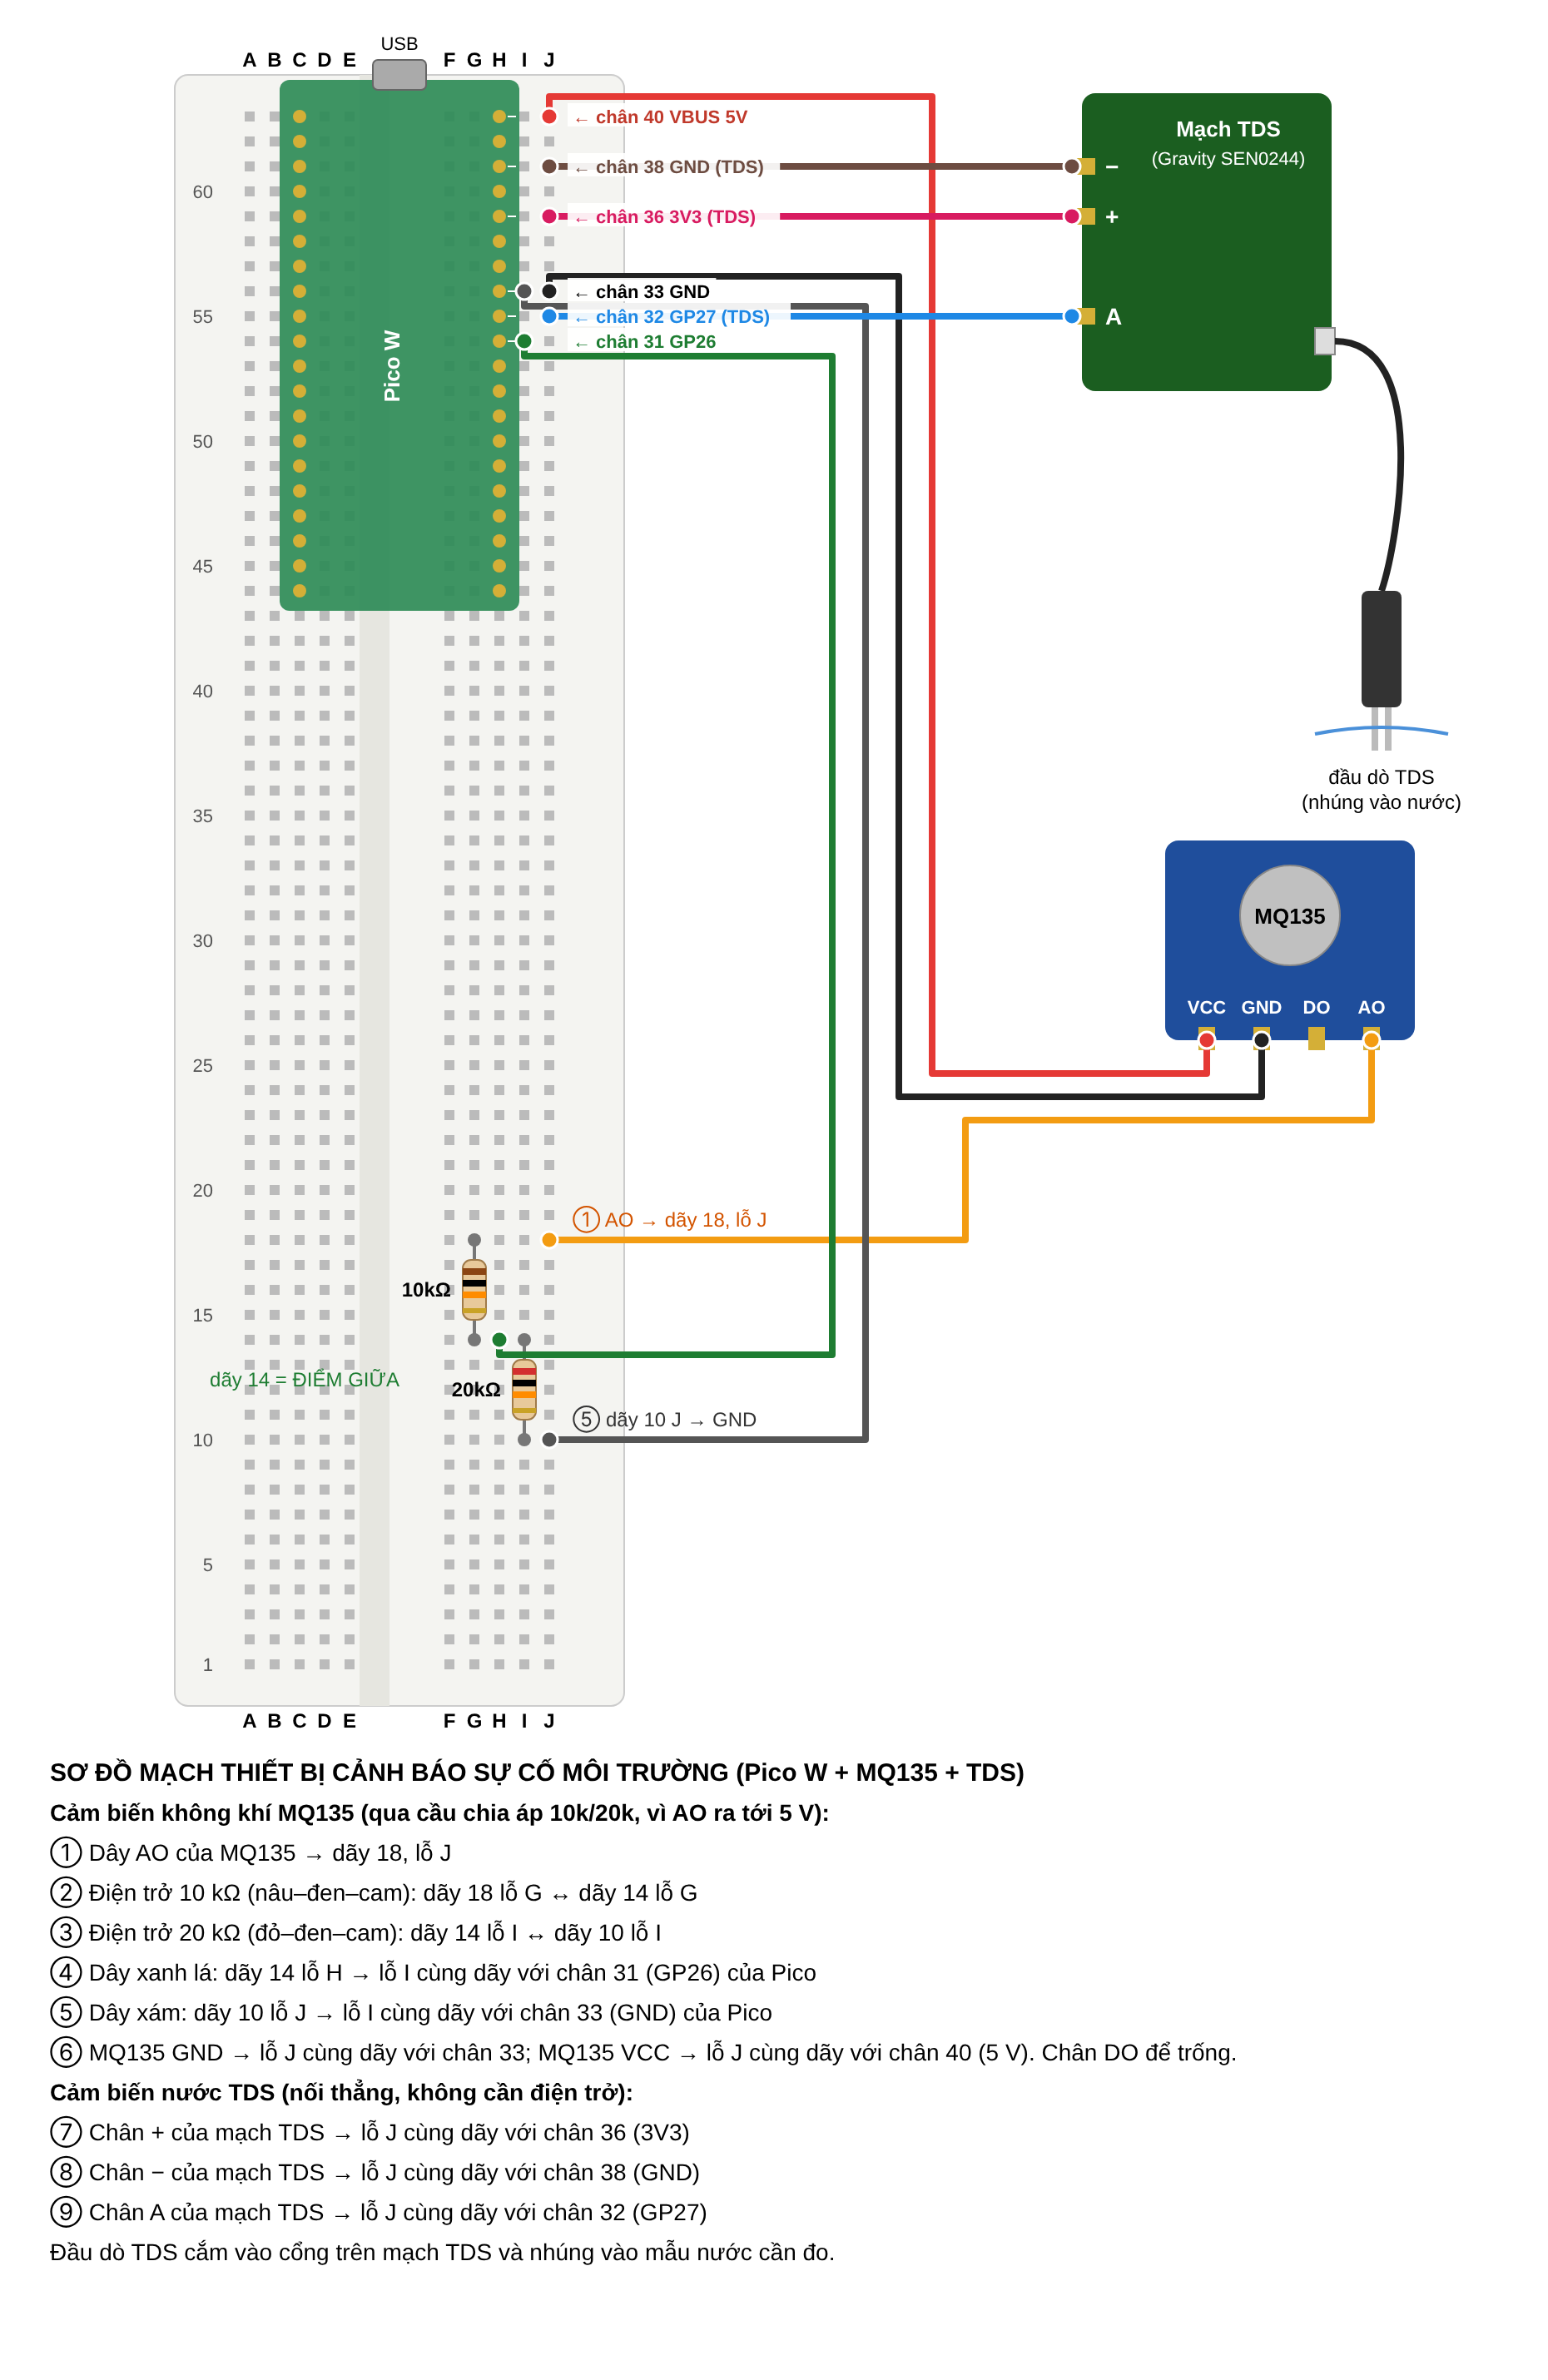 USB
A B C D E F G H I J
← chân 40 VBUS 5V
← chân 38 GND (TDS)
← chân 36 3V3 (TDS)
← chân 33 GND
← chân 32 GP27 (TDS)
← chân 31 GP26
Pico W
Mạch TDS
(Gravity SEN0244)
−
+
A
đầu dò TDS
(nhúng vào nước)
MQ135
VCC GND DO AO
60
55
50
45
40
35
30
25
20
15
10
5
1
① AO → dãy 18, lỗ J
10kΩ
dãy 14 = ĐIỂM GIỮA
20kΩ
⑤ dãy 10 J → GND
A B C D E F G H I J
SƠ ĐỒ MẠCH THIẾT BỊ CẢNH BÁO SỰ CỐ MÔI TRƯỜNG (Pico W + MQ135 + TDS)
Cảm biến không khí MQ135 (qua cầu chia áp 10k/20k, vì AO ra tới 5 V):
① Dây AO của MQ135 → dãy 18, lỗ J
② Điện trở 10 kΩ (nâu–đen–cam): dãy 18 lỗ G ↔ dãy 14 lỗ G
③ Điện trở 20 kΩ (đỏ–đen–cam): dãy 14 lỗ I ↔ dãy 10 lỗ I
④ Dây xanh lá: dãy 14 lỗ H → lỗ I cùng dãy với chân 31 (GP26) của Pico
⑤ Dây xám: dãy 10 lỗ J → lỗ I cùng dãy với chân 33 (GND) của Pico
⑥ MQ135 GND → lỗ J cùng dãy với chân 33; MQ135 VCC → lỗ J cùng dãy với chân 40 (5 V). Chân DO để trống.
Cảm biến nước TDS (nối thẳng, không cần điện trở):
⑦ Chân + của mạch TDS → lỗ J cùng dãy với chân 36 (3V3)
⑧ Chân − của mạch TDS → lỗ J cùng dãy với chân 38 (GND)
⑨ Chân A của mạch TDS → lỗ J cùng dãy với chân 32 (GP27)
Đầu dò TDS cắm vào cổng trên mạch TDS và nhúng vào mẫu nước cần đo.